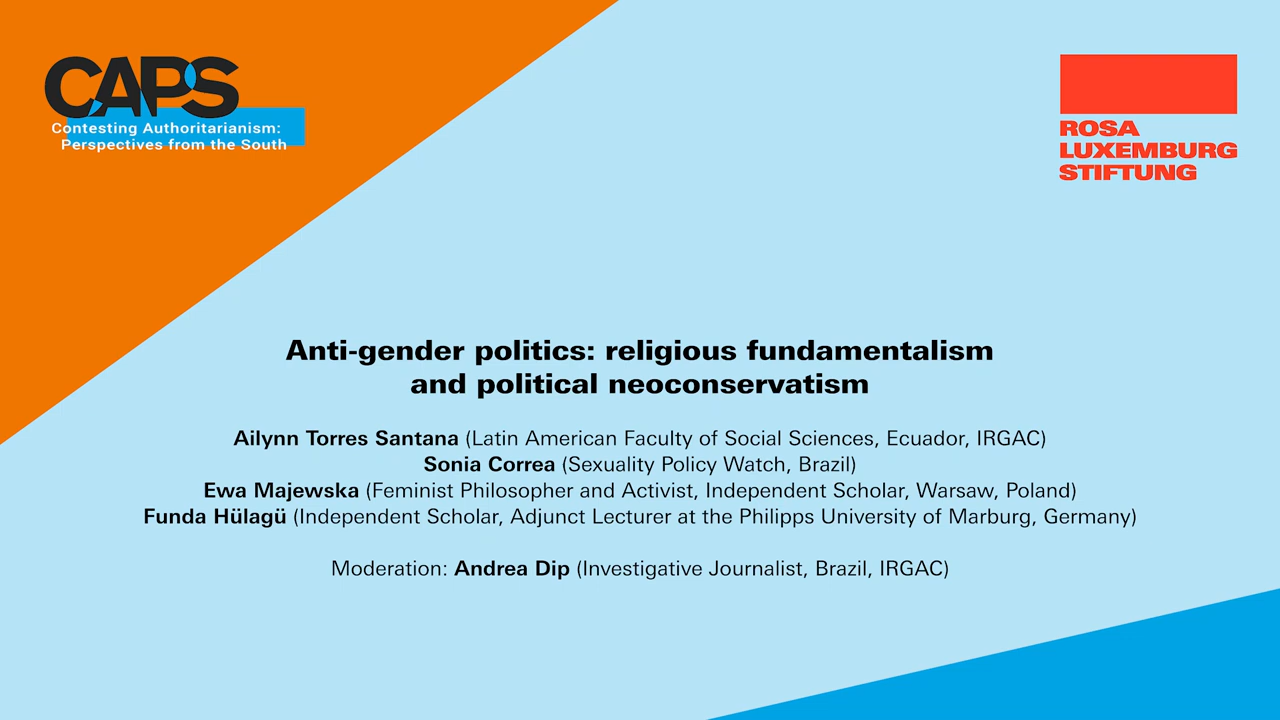 CAPS
Contesting Authoritarianism:
Perspectives from the South
ROSA
LUXEMBURG
STIFTUNG
Anti-gender politics: religious fundamentalism
and political neoconservatism
Ailynn Torres Santana (Latin American Faculty of Social Sciences, Ecuador, IRGAC)
Sonia Correa (Sexuality Policy Watch, Brazil)
Ewa Majewska (Feminist Philosopher and Activist, Independent Scholar, Warsaw, Poland)
Funda Hülagü (Independent Scholar, Adjunct Lecturer at the Philipps University of Marburg, Germany)
Moderation: Andrea Dip (Investigative Journalist, Brazil, IRGAC)